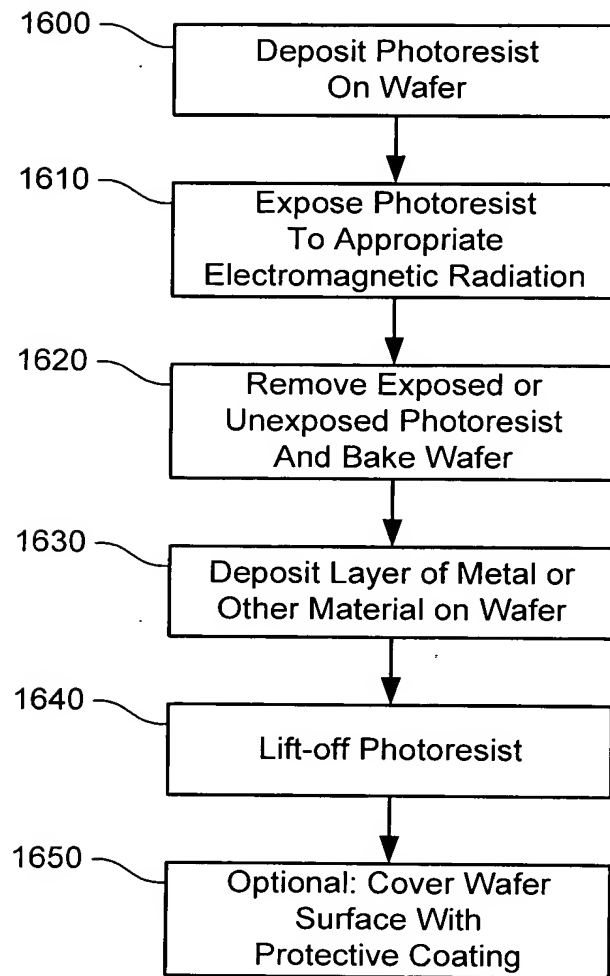 1600
Deposit Photoresist
On Wafer
1610
Expose Photoresist
To Appropriate
Electromagnetic Radiation
1620
Remove Exposed or
Unexposed Photoresist
And Bake Wafer
1630
Deposit Layer of Metal or
Other Material on Wafer
1640
Lift-off Photoresist
1650
Optional: Cover Wafer
Surface With
Protective Coating